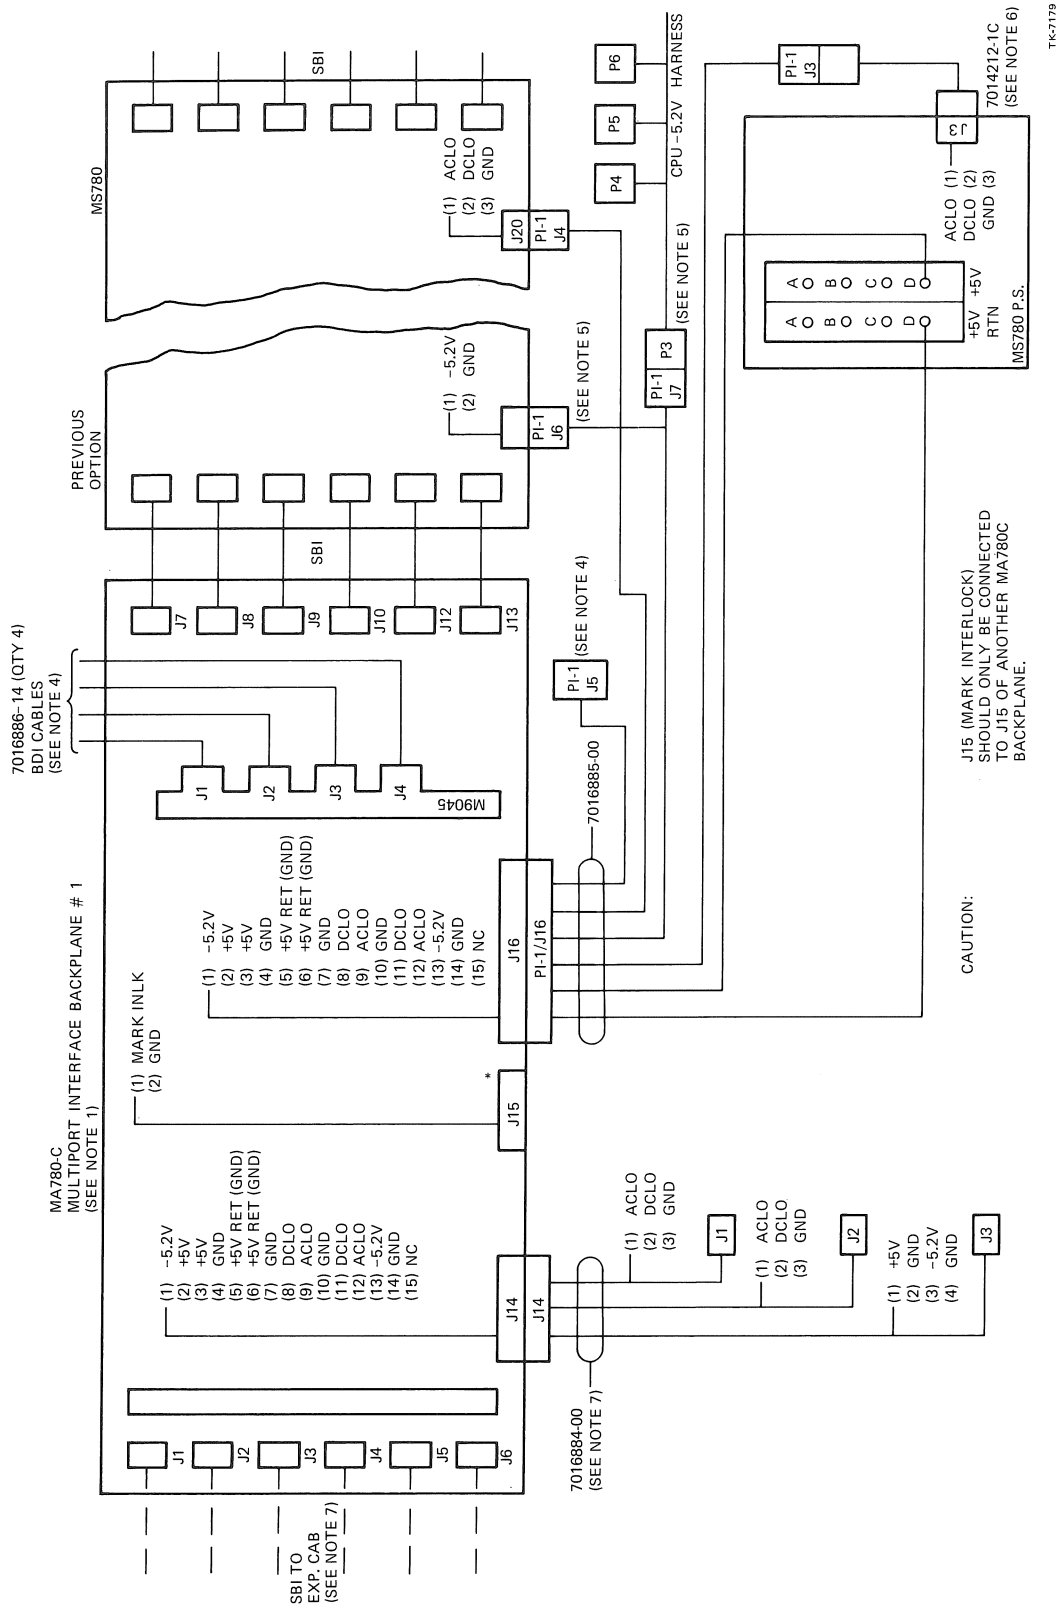 7016886-14 (QTY 4)
BDI CABLES
(SEE NOTE 4)
MA780-C
MULTIPORT INTERFACE BACKPLANE # 1
(SEE NOTE 1)
PREVIOUS
OPTION
MS780
SBI TO
EXP. CAB
(SEE NOTE 7)
J1
J2
J3
J4
J5
J6
(1) -5.2V
(2) +5V
(3) +5V
(4) GND
(5) +5V RET (GND)
(6) +5V RET (GND)
(7) GND
(8) DCLO
(9) ACLO
(10) GND
(11) DCLO
(12) ACLO
(13) -5.2V
(14) GND
(15) NC
J14
J14
(1) MARK INLK
(2) GND
*
J15
(1) -5.2V
(2) +5V
(3) +5V
(4) GND
(5) +5V RET (GND)
(6) +5V RET (GND)
(7) GND
(8) DCLO
(9) ACLO
(10) GND
(11) DCLO
(12) ACLO
(13) -5.2V
(14) GND
(15) NC
J16
PI-1/J16
J1
J2
J3
J4
M9045
J7
J8
J9
J10
J12
J13
SBI
(1) -5.2V
(2) GND
PI-1
J6
(SEE NOTE 5)
SBI
(1) ACLO
(2) DCLO
(3) GND
J20
PI-1
J4
7016884-00
(SEE NOTE 7)
(1) ACLO
(2) DCLO
(3) GND
J1
(1) ACLO
(2) DCLO
(3) GND
J2
(1) +5V
(2) GND
(3) -5.2V
(4) GND
J3
7016885-00
PI-1
J5
(SEE NOTE 4)
PI-1
J7
P3
(SEE NOTE 5)
P4
P5
P6
CPU -5.2V HARNESS
PI-1
J3
A
B
C
D
+5V
RTN
A
B
C
D
+5V
MS780 P.S.
ACLO (1)
DCLO (2)
GND (3)
J3
7014212-1C
(SEE NOTE 6)
CAUTION:
J15 (MARK INTERLOCK)
SHOULD ONLY BE CONNECTED
TO J15 OF ANOTHER MA780C
BACKPLANE.
TK-7179